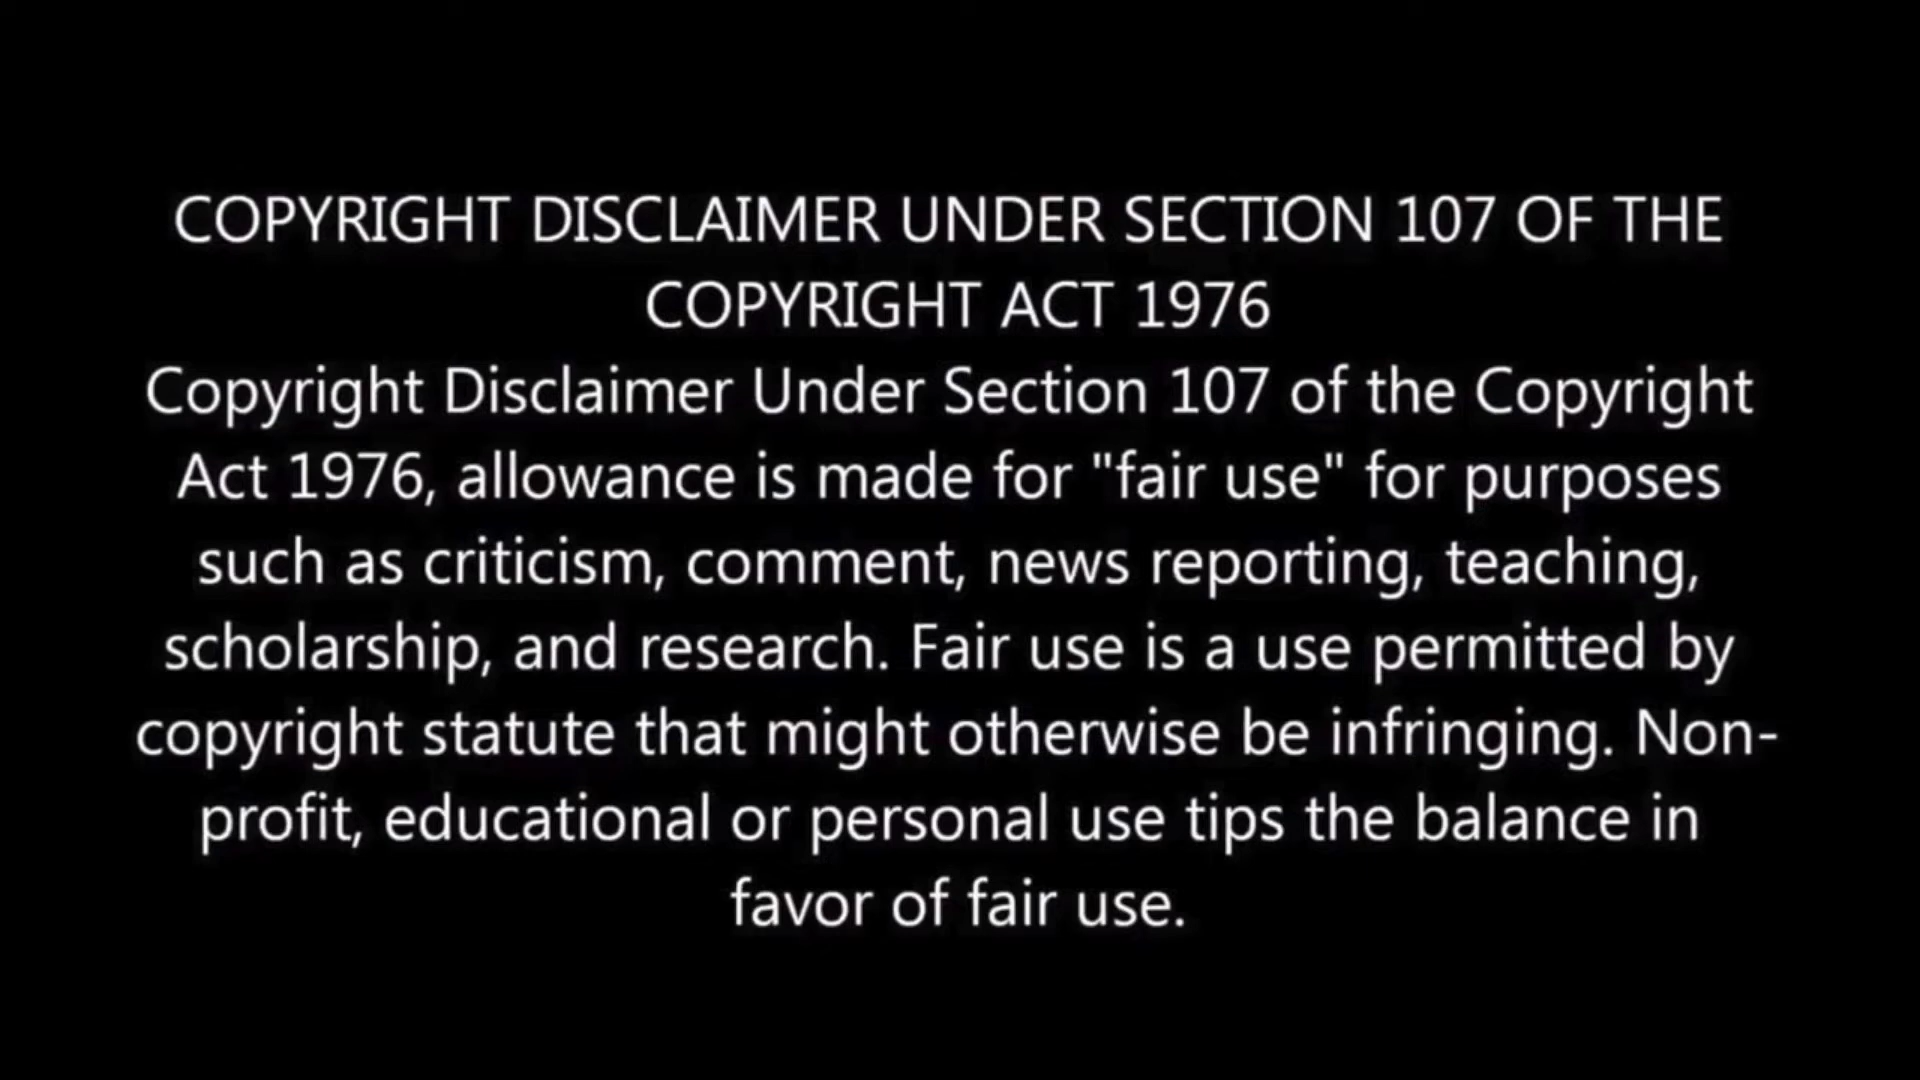 COPYRIGHT DISCLAIMER UNDER SECTION 107 OF THE
COPYRIGHT ACT 1976
Copyright Disclaimer Under Section 107 of the Copyright
Act 1976, allowance is made for "fair use" for purposes
such as criticism, comment, news reporting, teaching,
scholarship, and research. Fair use is a use permitted by
copyright statute that might otherwise be infringing. Non-
profit, educational or personal use tips the balance in
favor of fair use.